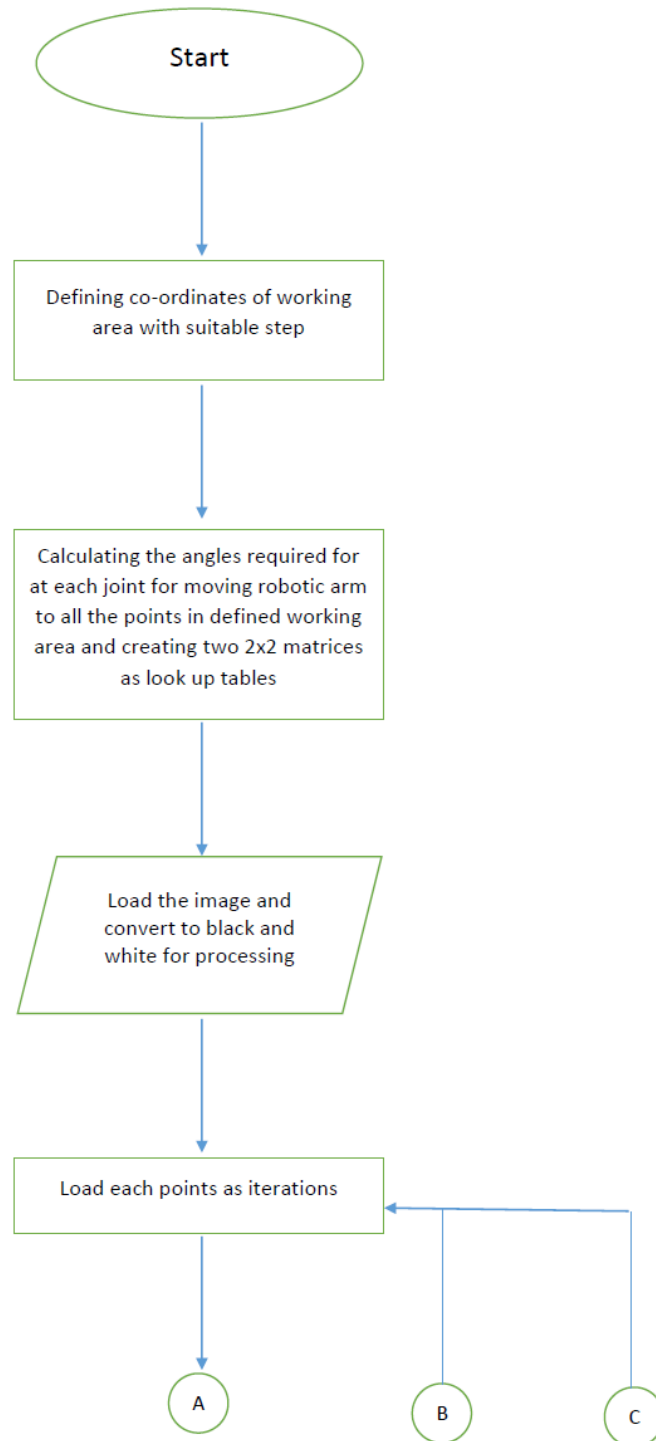 Start
Defining co-ordinates of working
area with suitable step
Calculating the angles required for
at each joint for moving robotic arm
to all the points in defined working
area and creating two 2x2 matrices
as look up tables
Load the image and
convert to black and
white for processing
Load each points as iterations
A
B
C